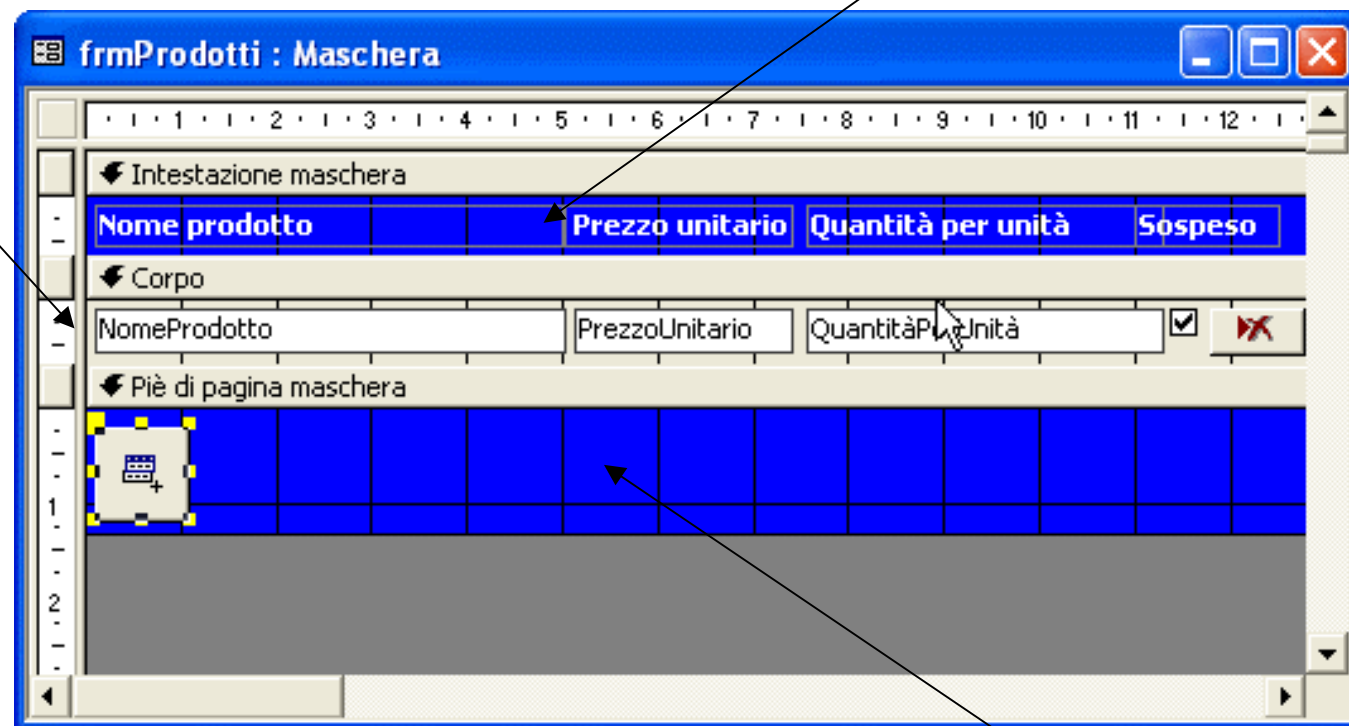 frmProdotti : Maschera
1 2 3 4 5 6 7 8 9 10 11 12
Intestazione maschera
Nome prodotto Prezzo unitario Quantità per unità Sospeso
Corpo
NomeProdotto PrezzoUnitario QuantitàPerUnità
Piè di pagina maschera
1
2